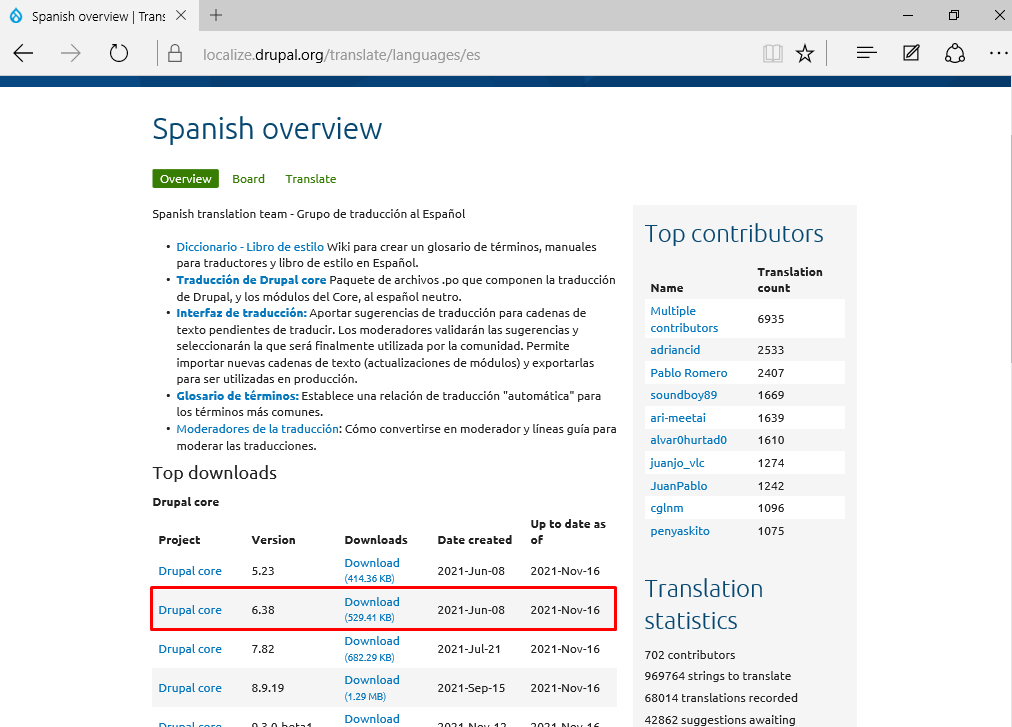 Spanish overview | Trans
localize.drupal.org/translate/languages/es
Spanish overview
Overview Board Translate
Spanish translation team - Grupo de traducción al Español
• Diccionario - Libro de estilo Wiki para crear un glosario de términos, manuales
para traductores y libro de estilo en Español.
• Traducción de Drupal core Paquete de archivos .po que componen la traducción
de Drupal, y los módulos del Core, al español neutro.
• Interfaz de traducción: Aportar sugerencias de traducción para cadenas de
texto pendientes de traducir. Los moderadores validarán las sugerencias y
seleccionarán la que será finalmente utilizada por la comunidad. Permite
importar nuevas cadenas de texto (actualizaciones de módulos) y exportarlas
para ser utilizadas en producción.
• Glosario de términos: Establece una relación de traducción "automática" para
los términos más comunes.
• Moderadores de la traducción: Cómo convertirse en moderador y líneas guía para
moderar las traducciones.
Top downloads
Drupal core
Project Version Downloads Date created Up to date as
of
Drupal core 5.23 Download 2021-Jun-08 2021-Nov-16
(414.36 KB)
Drupal core 6.38 Download 2021-Jun-08 2021-Nov-16
(529.41 KB)
Drupal core 7.82 Download 2021-Jul-21 2021-Nov-16
(682.29 KB)
Drupal core 8.9.19 Download 2021-Sep-15 2021-Nov-16
(1.29 MB)
Drupal core 9.3.0-beta1 Download 2021-Nov-12 2021-Nov-16
Top contributors
Name Translation
count
Multiple
contributors 6935
adriancid 2533
Pablo Romero 2407
soundboy89 1669
ari-meetai 1639
alvar0hurtad0 1610
juanjo_vlc 1274
JuanPablo 1242
cglnm 1096
penyaskito 1075
Translation
statistics
702 contributors
969764 strings to translate
68014 translations recorded
42862 suggestions awaiting